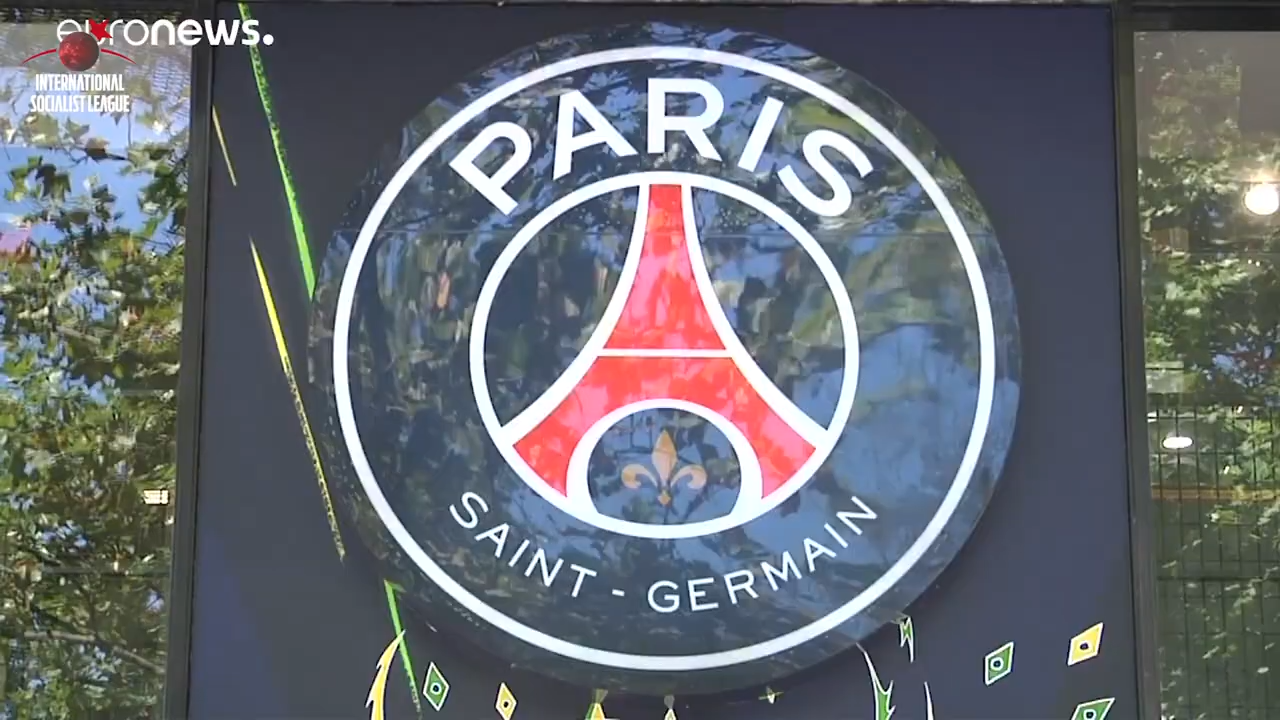 euronews.
INTERNATIONAL
SOCIALIST LEAGUE
PARIS
SAINT-GERMAIN